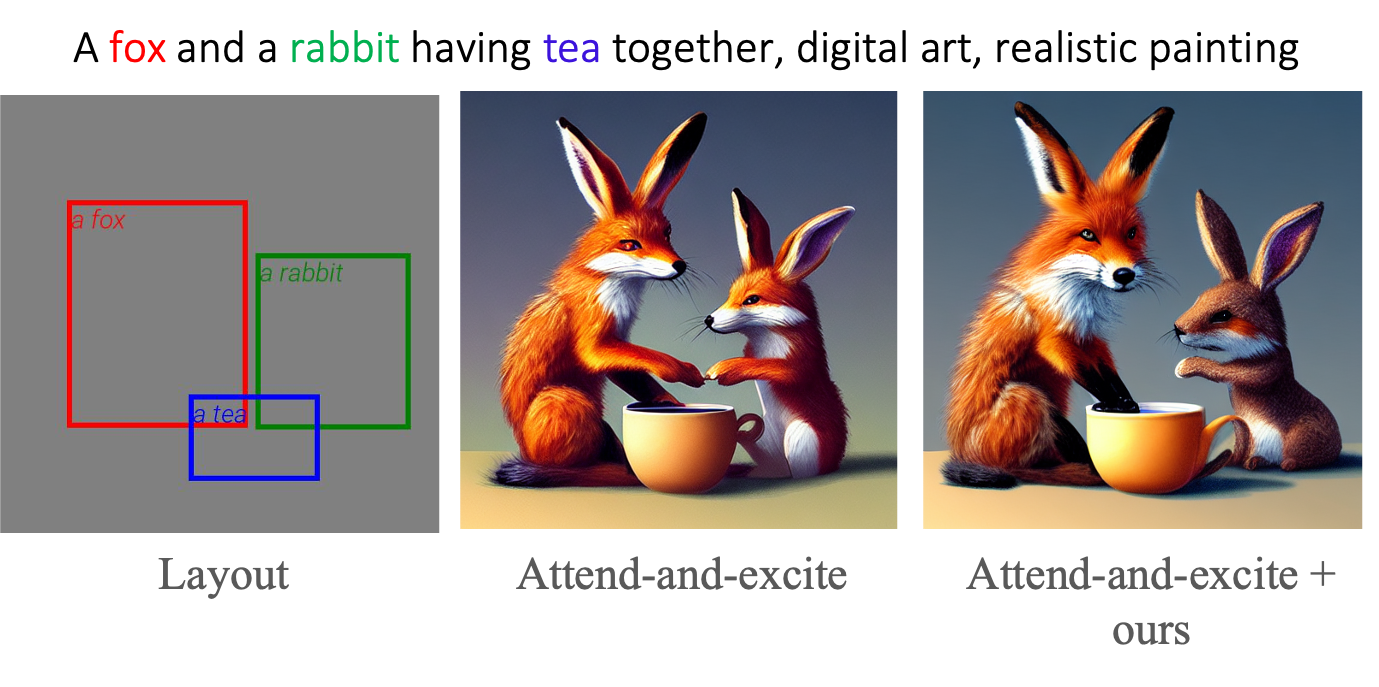 A fox and a rabbit having tea together, digital art, realistic painting
a fox
a rabbit
a tea
Layout
Attend-and-excite
Attend-and-excite +
ours